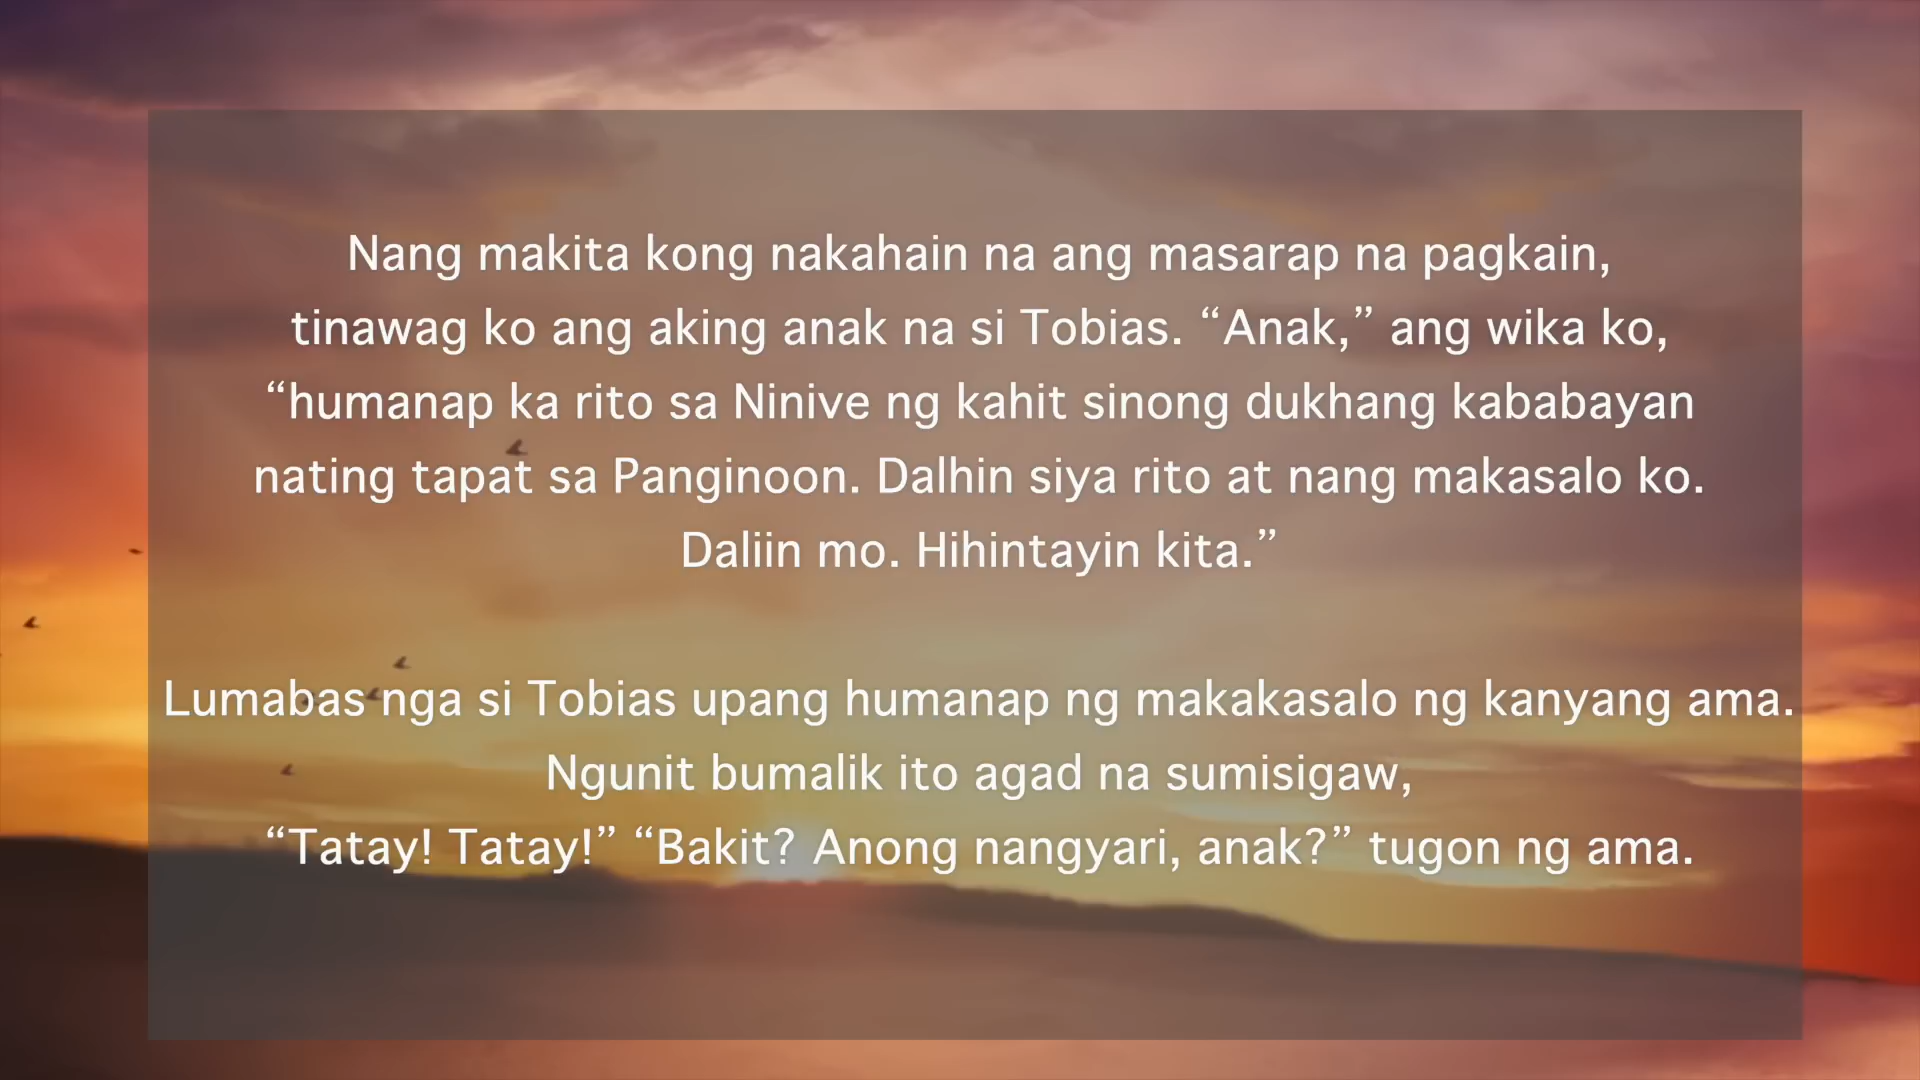 Nang makita kong nakahain na ang masarap na pagkain,
tinawag ko ang aking anak na si Tobias. “Anak,” ang wika ko,
“humanap ka rito sa Ninive ng kahit sinong dukhang kababayan
nating tapat sa Panginoon. Dalhin siya rito at nang makasalo ko.
Daliin mo. Hihintayin kita.”
Lumabas nga si Tobias upang humanap ng makakasalo ng kanyang ama.
Ngunit bumalik ito agad na sumisigaw,
“Tatay! Tatay!” “Bakit? Anong nangyari, anak?” tugon ng ama.